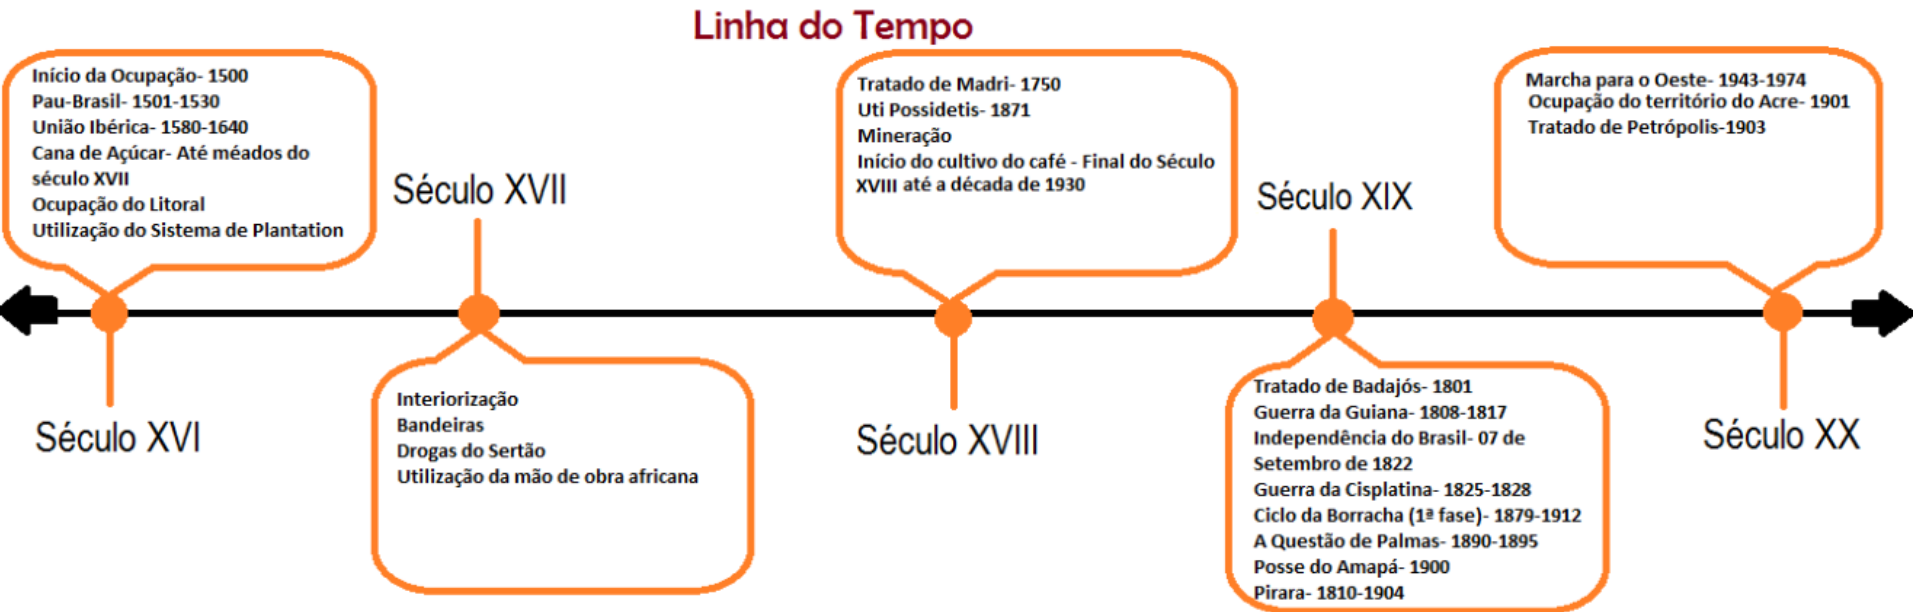 Linha do Tempo
Início da Ocupação- 1500
Pau-Brasil- 1501-1530
União Ibérica- 1580-1640
Cana de Açúcar- Até méados do
século XVII
Ocupação do Litoral
Utilização do Sistema de Plantation
Século XVI
Século XVII
Interiorização
Bandeiras
Drogas do Sertão
Utilização da mão de obra africana
Tratado de Madri- 1750
Uti Possidetis- 1871
Mineração
Início do cultivo do café - Final do Século
XVIII até a década de 1930
Século XVIII
Século XIX
Tratado de Badajós- 1801
Guerra da Guiana- 1808-1817
Independência do Brasil- 07 de
Setembro de 1822
Guerra da Cisplatina- 1825-1828
Ciclo da Borracha (1ª fase)- 1879-1912
A Questão de Palmas- 1890-1895
Posse do Amapá- 1900
Pirara- 1810-1904
Marcha para o Oeste- 1943-1974
Ocupação do território do Acre- 1901
Tratado de Petrópolis-1903
Século XX